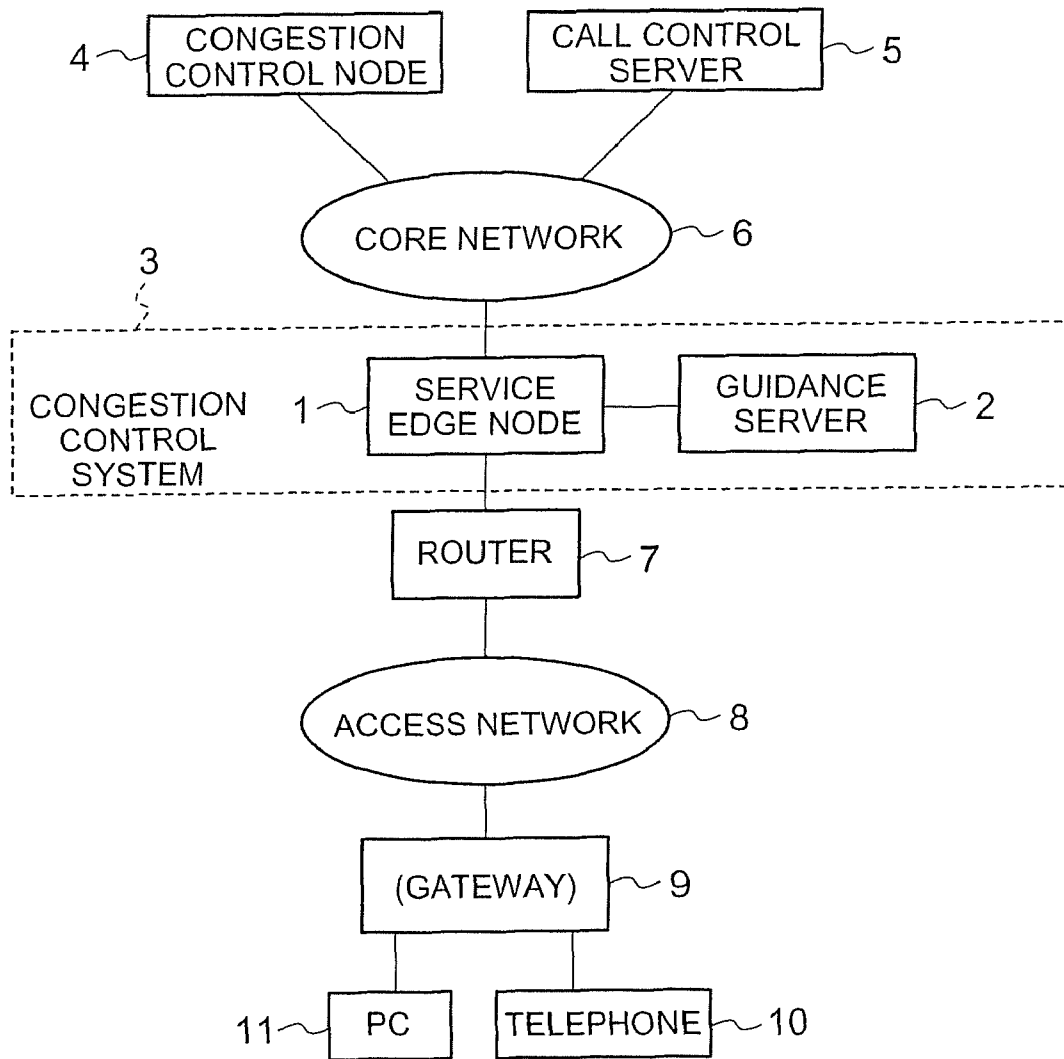 4
CONGESTION
CONTROL NODE
CALL CONTROL
SERVER
5
CORE NETWORK
6
3
CONGESTION
CONTROL
SYSTEM
1
SERVICE
EDGE NODE
GUIDANCE
SERVER
2
ROUTER
7
ACCESS NETWORK
8
(GATEWAY)
9
11
PC
TELEPHONE
10